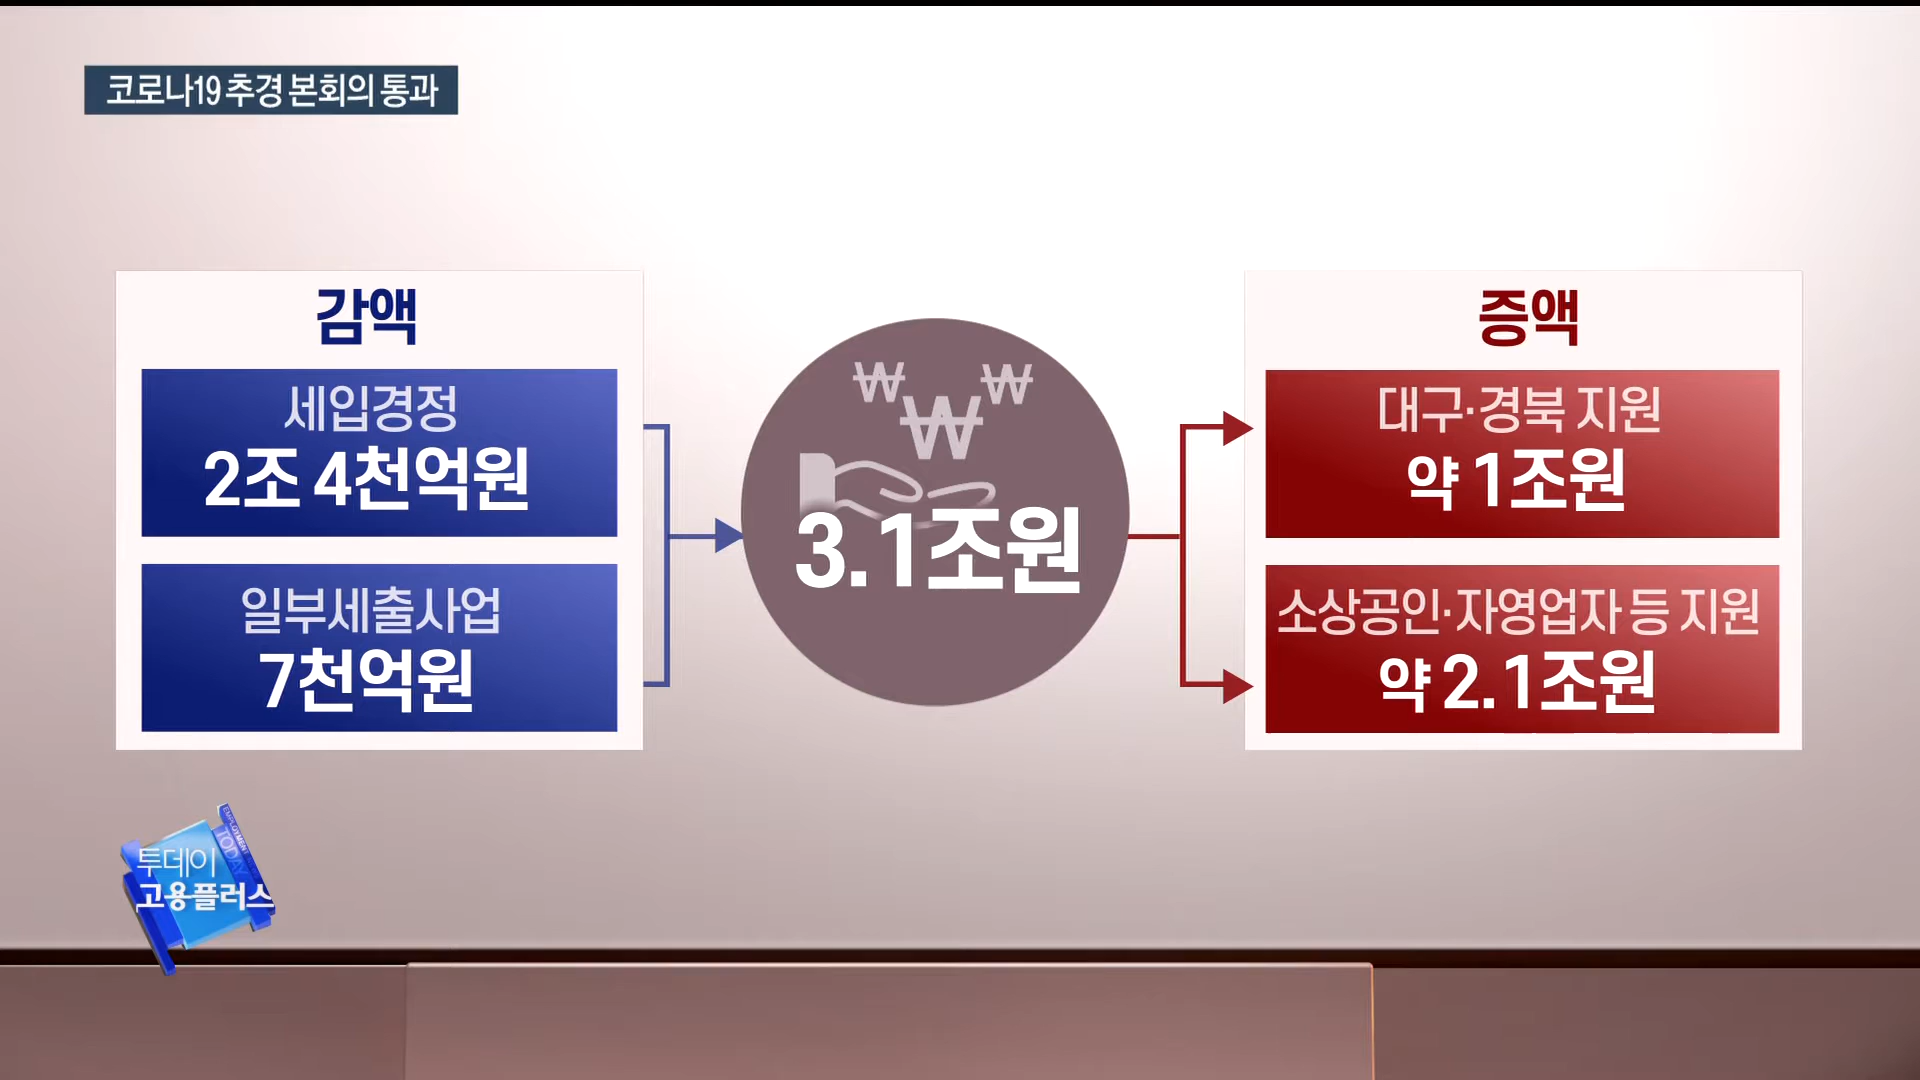 코로나19 추경 본회의 통과
감액
세입경정
2조 4천억원
일부세출사업
7천억원
₩ ₩ ₩
3.1조원
증액
대구·경북 지원
약 1조원
소상공인·자영업자 등 지원
약 2.1조원
EMPLOYMENT
TODAY
투데이
고용플러스